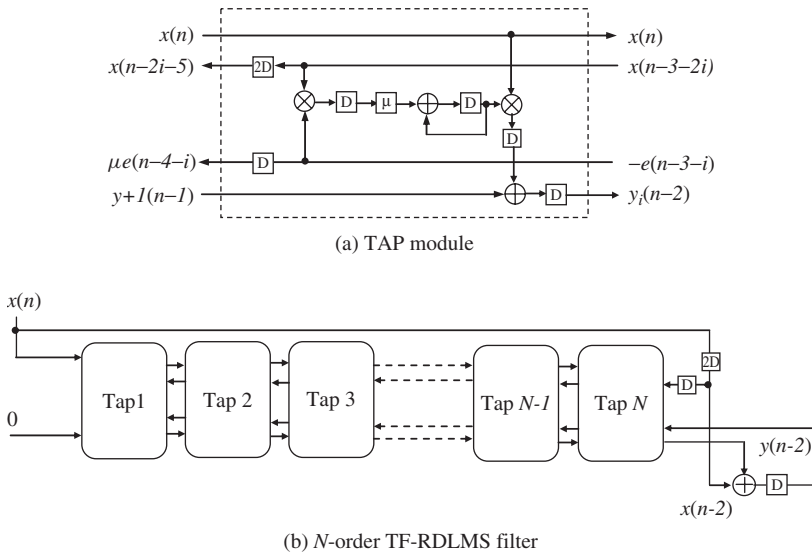 x(n)
x(n)
x(n–2i–5)
2D
x(n–3–2i)
D
μ
D
D
μe(n–4–i)
D
–e(n–3–i)
y+1(n–1)
D
yᵢ(n–2)
(a) TAP module
x(n)
2D
Tap1
Tap 2
Tap 3
Tap N-1
Tap N
D
0
y(n-2)
D
x(n-2)
(b) N-order TF-RDLMS filter